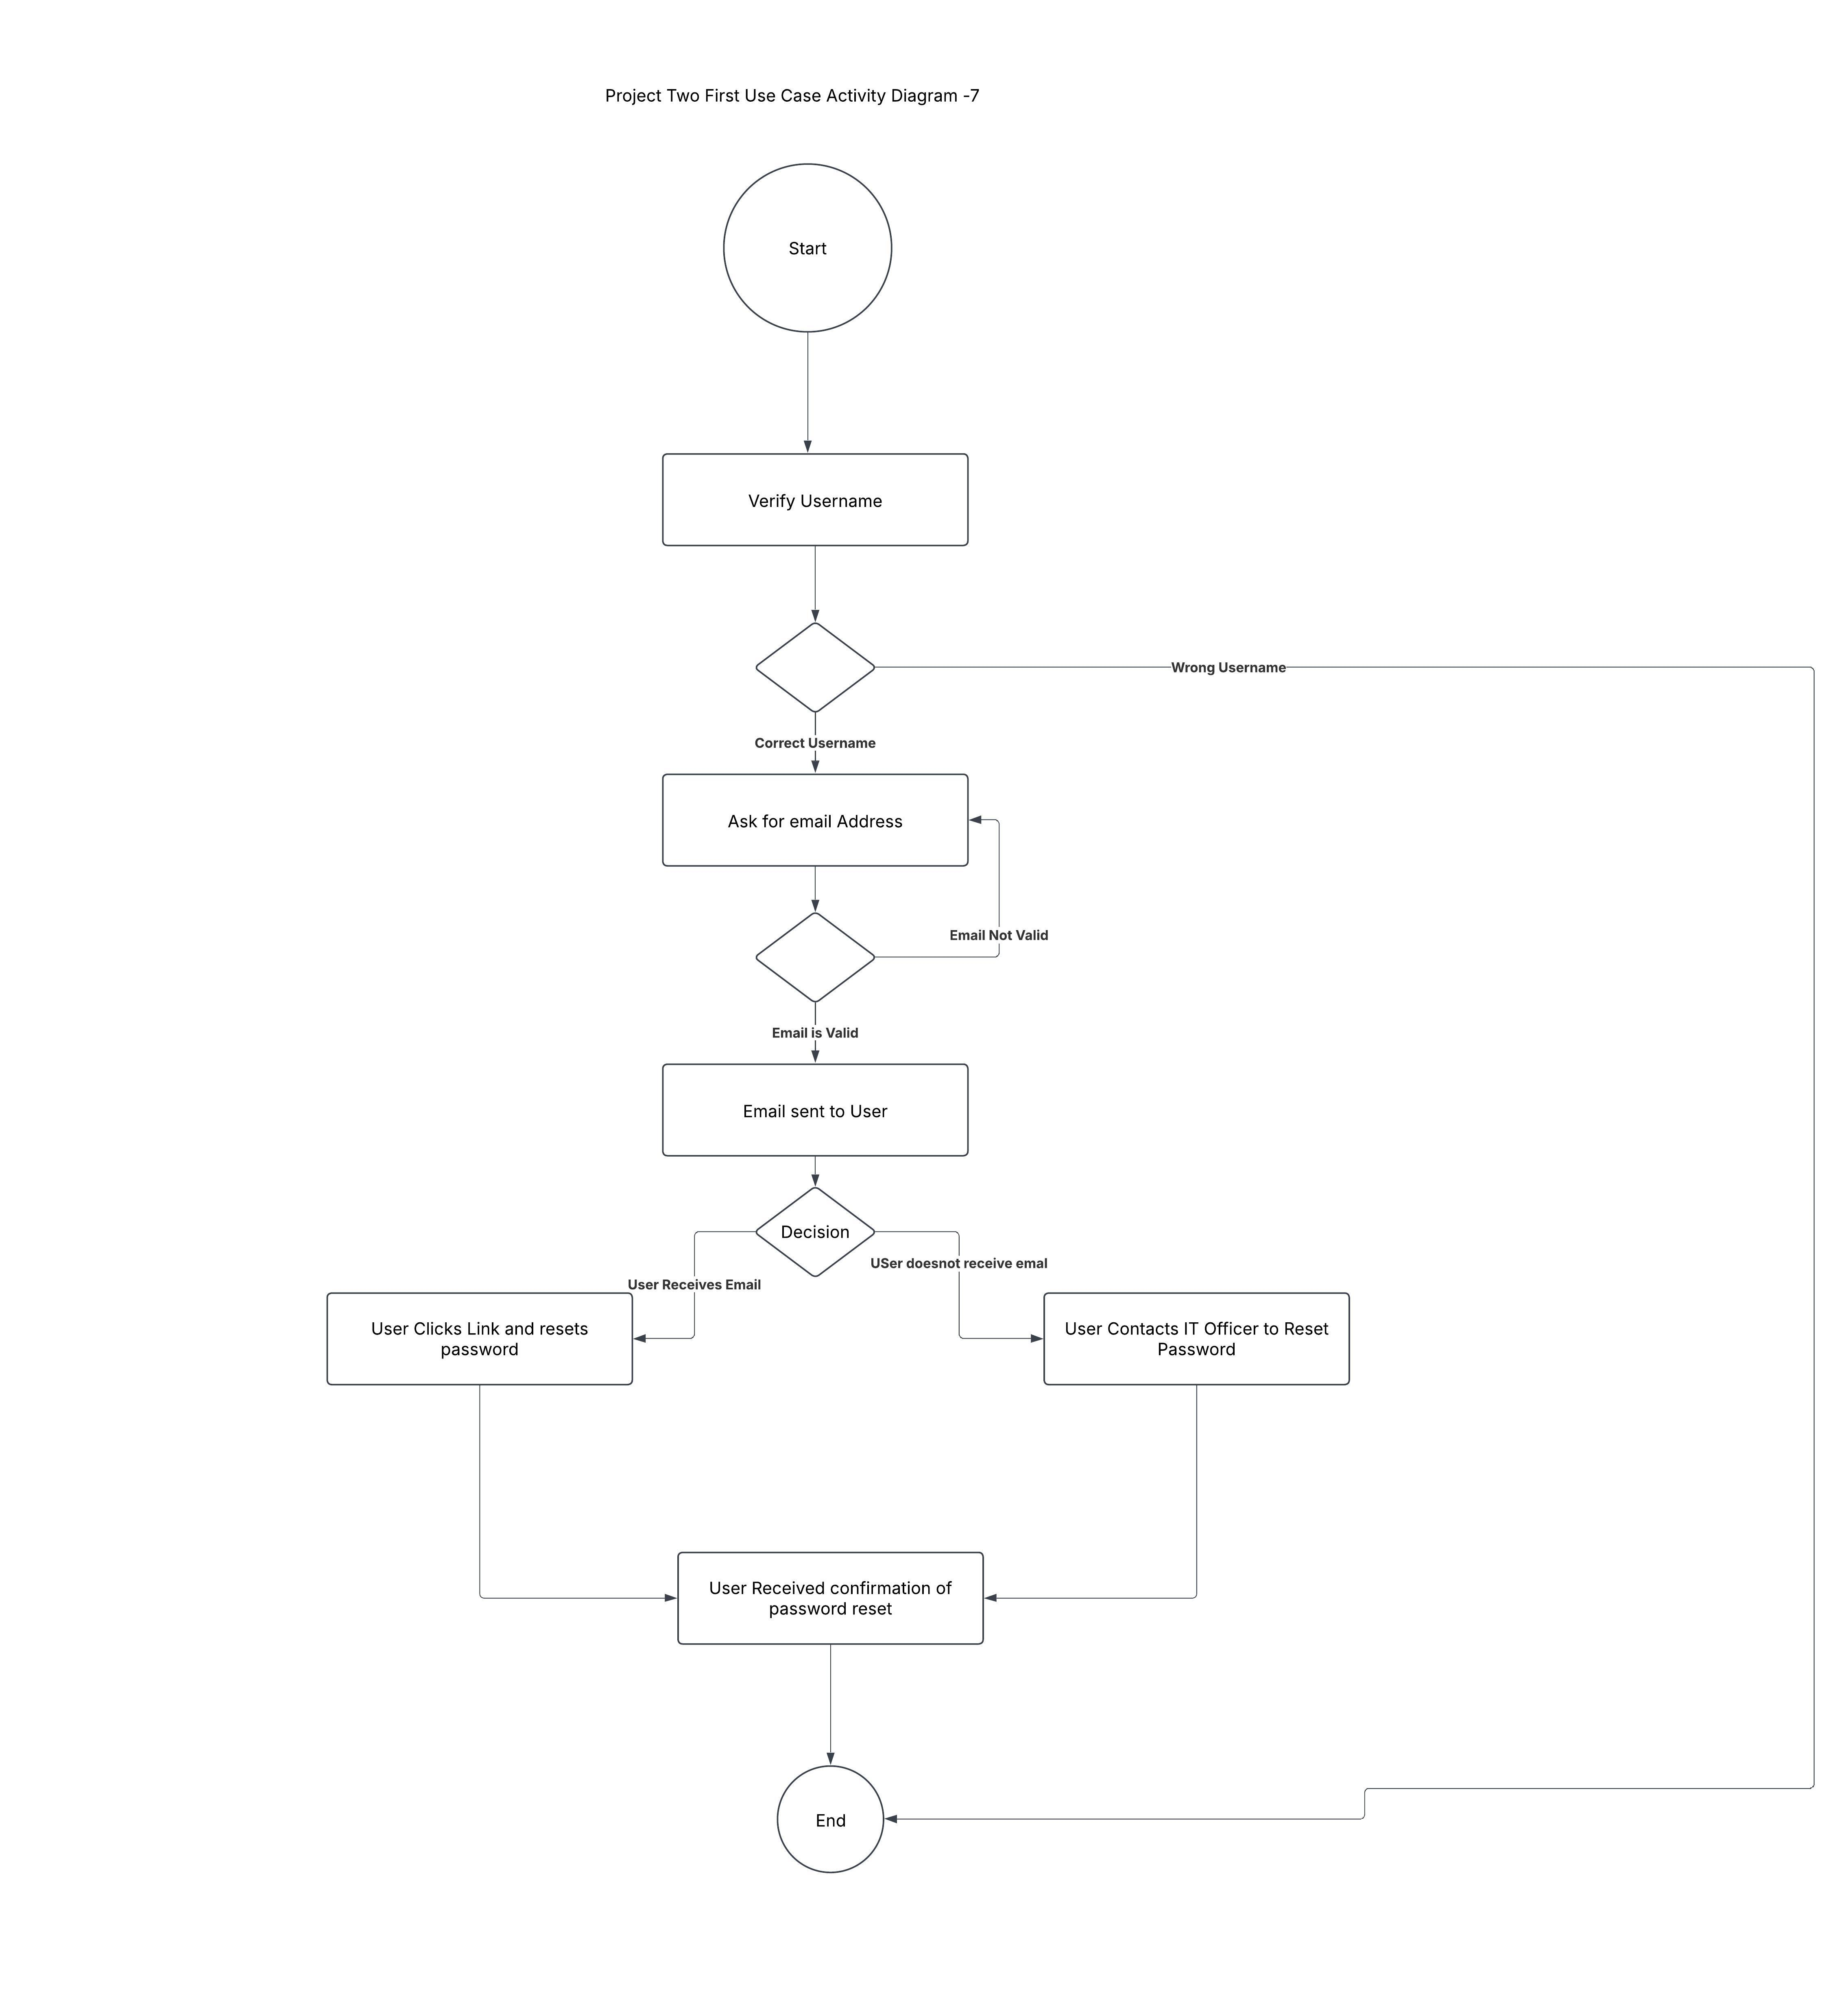 Project Two First Use Case Activity Diagram -7
Start
Verify Username
Wrong Username
Correct Username
Ask for email Address
Email Not Valid
Email is Valid
Email sent to User
Decision
USer doesnot receive emal
User Receives Email
User Clicks Link and resets
password
User Contacts IT Officer to Reset
Password
User Received confirmation of
password reset
End